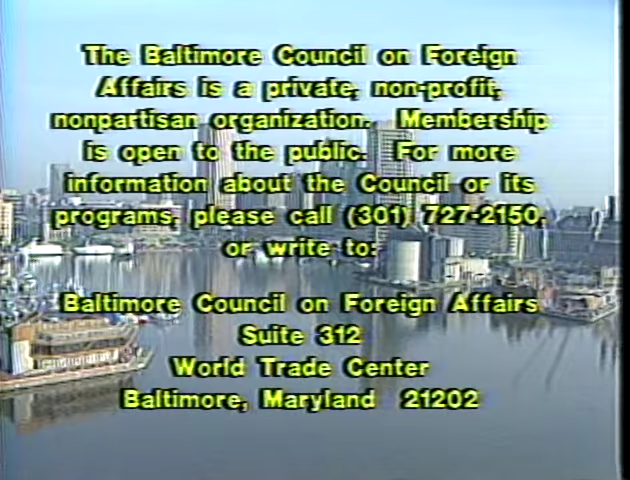 The Baltimore Council on Foreign
Affairs is a private, non-profit,
nonpartisan organization. Membership
is open to the public. For more
information about the Council or its
programs, please call (301) 727-2150,
or write to:
Baltimore Council on Foreign Affairs
Suite 312
World Trade Center
Baltimore, Maryland 21202